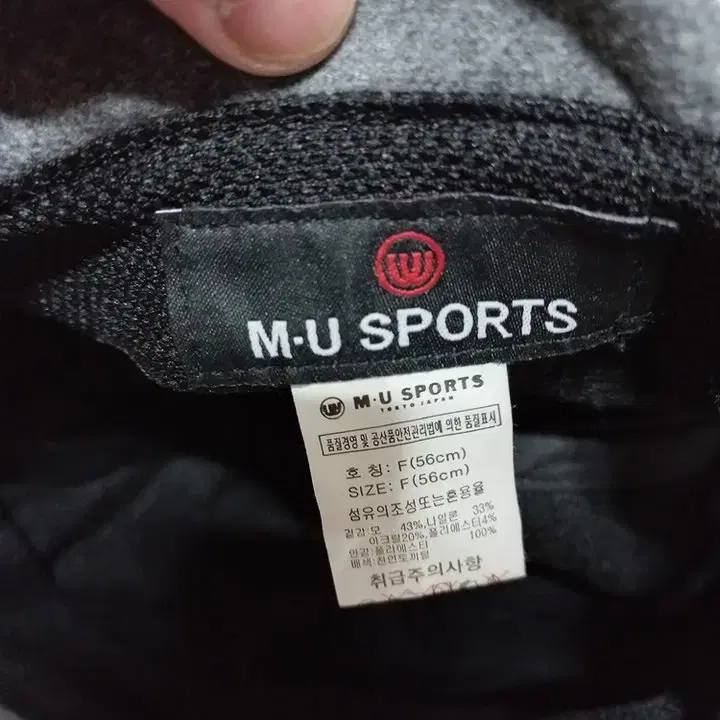 M·U SPORTS
M·U SPORTS
TOKYO JAPAN
품질경영 및 공산품안전관리법에 의한 품질표시
호 칭: F(56cm)
SIZE: F(56cm)
섬유의조성또는혼용율
겉감:모 43%,나일론 33%
아크릴20%,폴리에스터4%
안감:폴리에스터 100%
배색:천연토끼털
취급주의사항